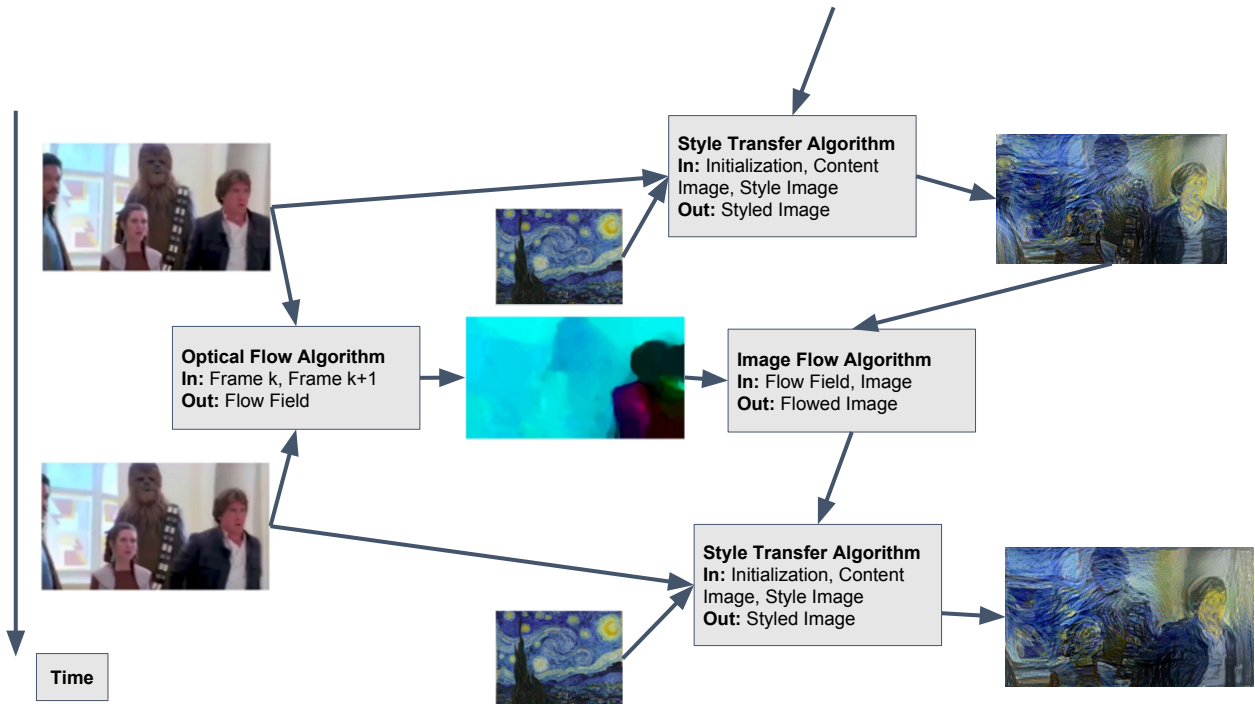 Style Transfer Algorithm
In: Initialization, Content
Image, Style Image
Out: Styled Image
Optical Flow Algorithm
In: Frame k, Frame k+1
Out: Flow Field
Image Flow Algorithm
In: Flow Field, Image
Out: Flowed Image
Style Transfer Algorithm
In: Initialization, Content
Image, Style Image
Out: Styled Image
Time